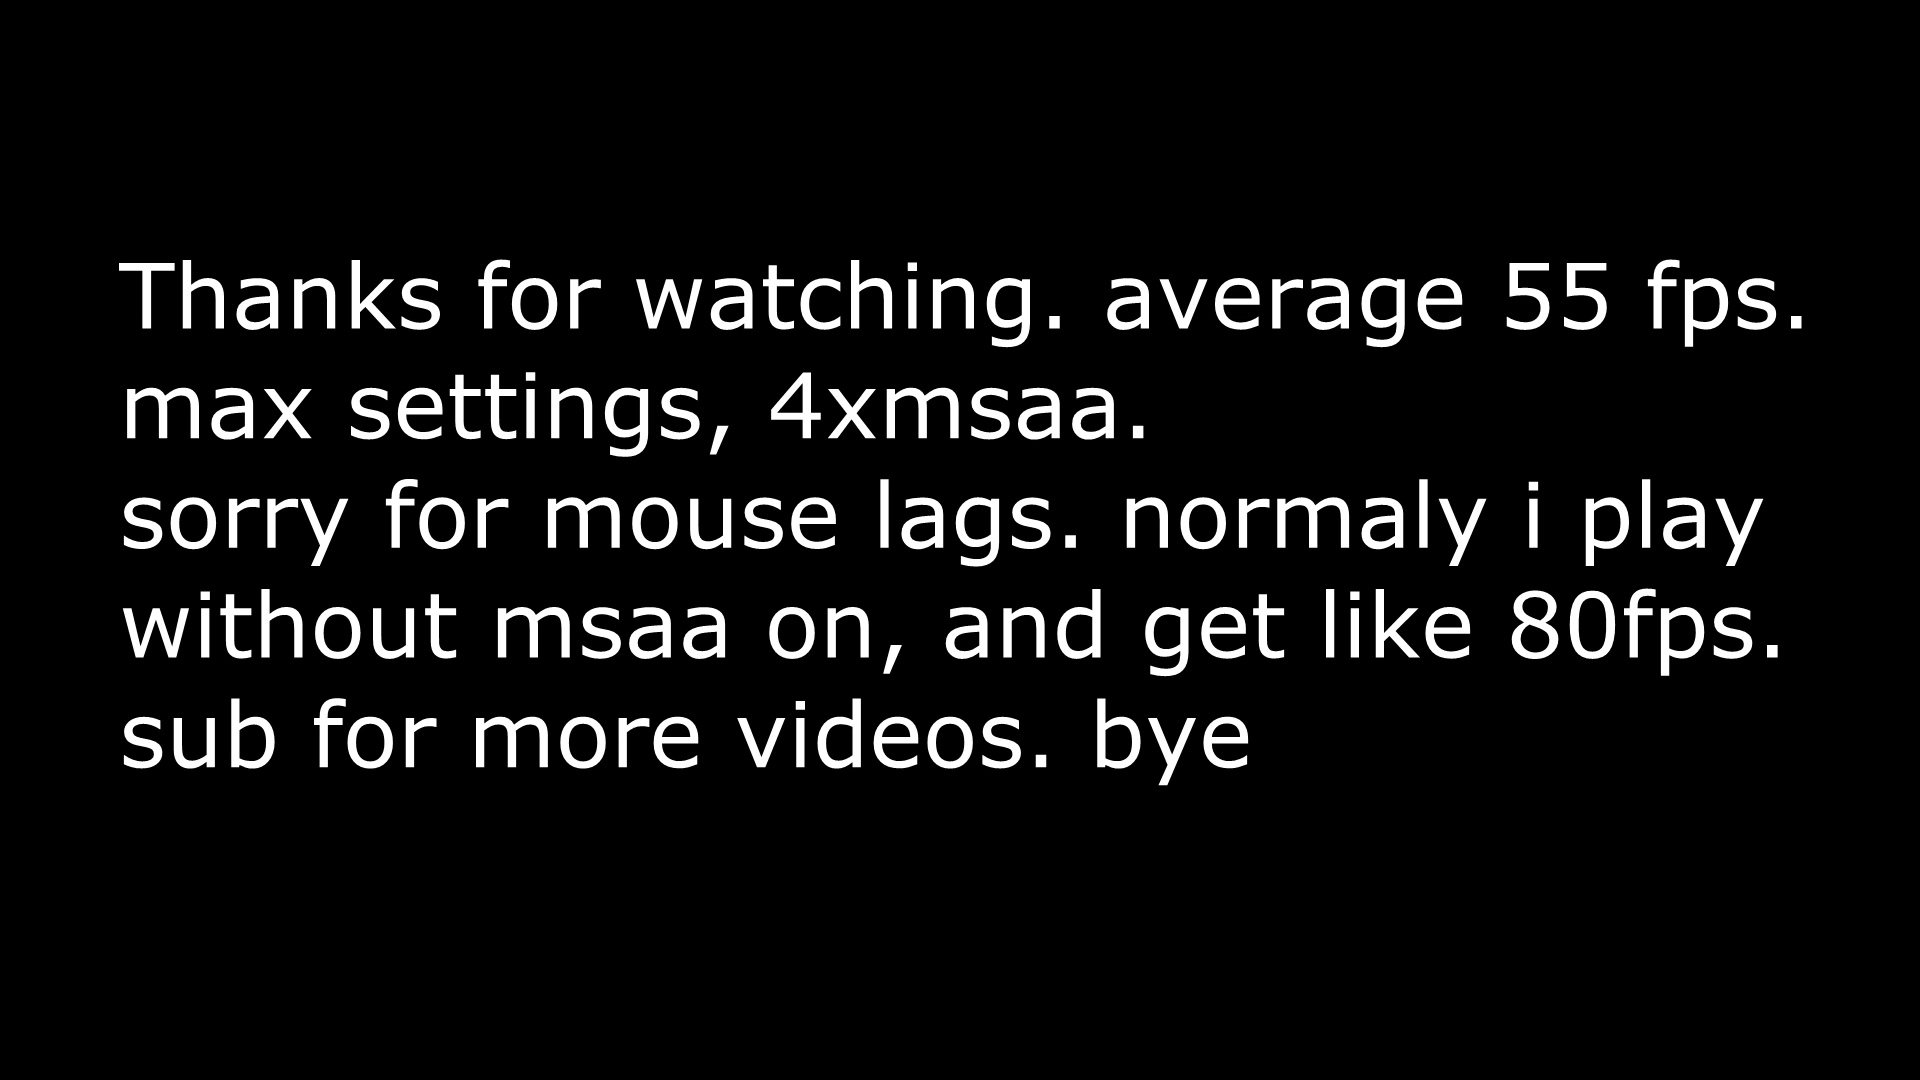 Thanks for watching. average 55 fps.
max settings, 4xmsaa.
sorry for mouse lags. normaly i play
without msaa on, and get like 80fps.
sub for more videos. bye